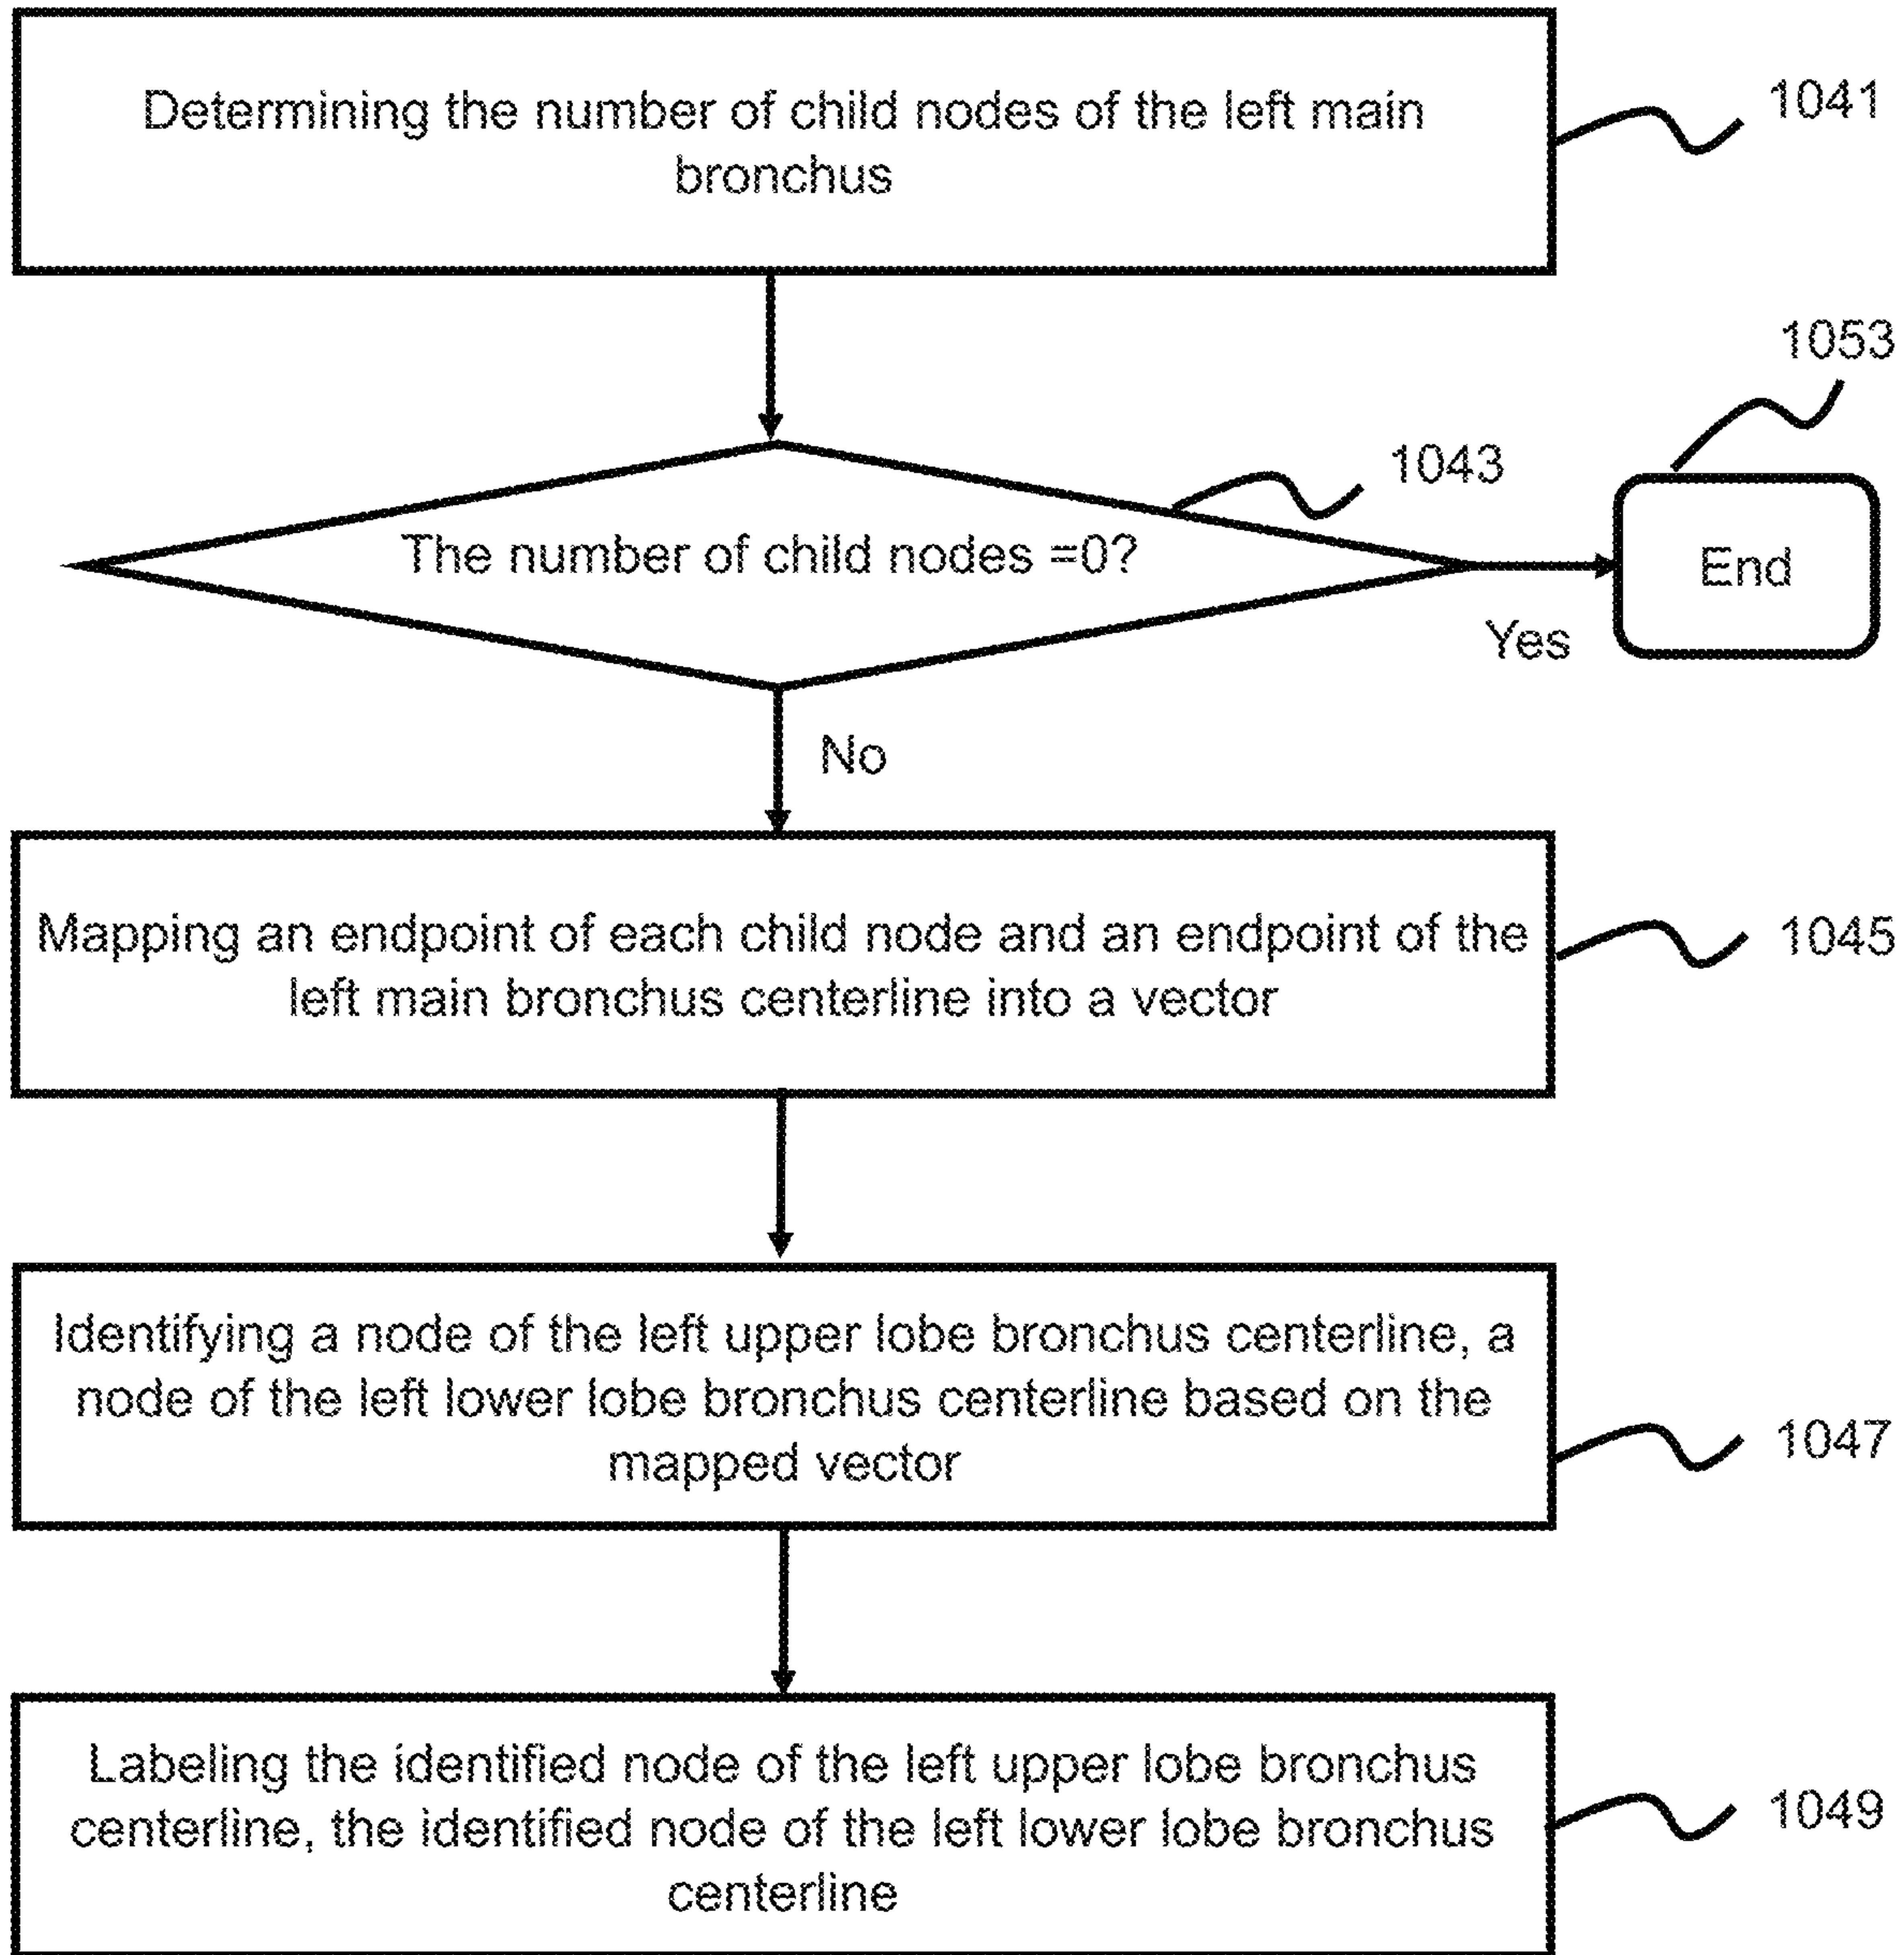 Determining the number of child nodes of the left main
bronchus
1041
1053
1043
The number of child nodes =0?
End
Yes
No
Mapping an endpoint of each child node and an endpoint of the
left main bronchus centerline into a vector
1045
Identifying a node of the left upper lobe bronchus centerline, a
node of the left lower lobe bronchus centerline based on the
mapped vector
1047
Labeling the identified node of the left upper lobe bronchus
centerline, the identified node of the left lower lobe bronchus
centerline
1049